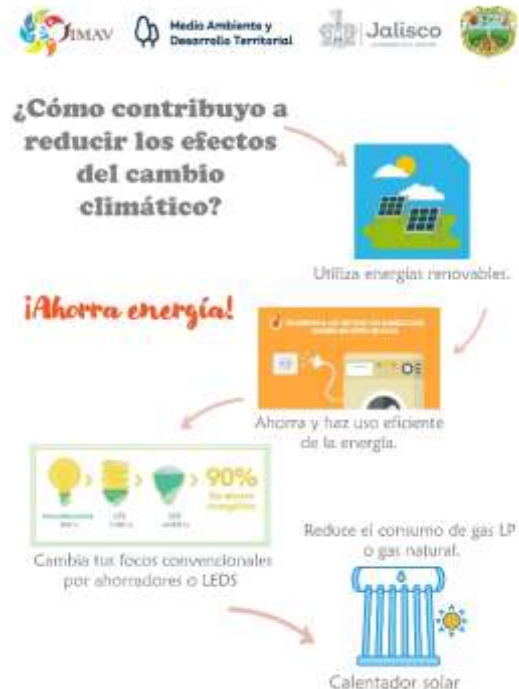 JIMAV
Medio Ambiente y
Desarrollo Territorial
Jalisco
¿Cómo contribuyo a
reducir los efectos
del cambio
climático?
Utiliza energías renovables.
¡Ahorra energía!
Ahorra y haz uso eficiente
de la energía.
90%
Cambia tus focos convencionales
por ahorradores o LEDS
Reduce el consumo de gas LP
o gas natural.
Calentador solar